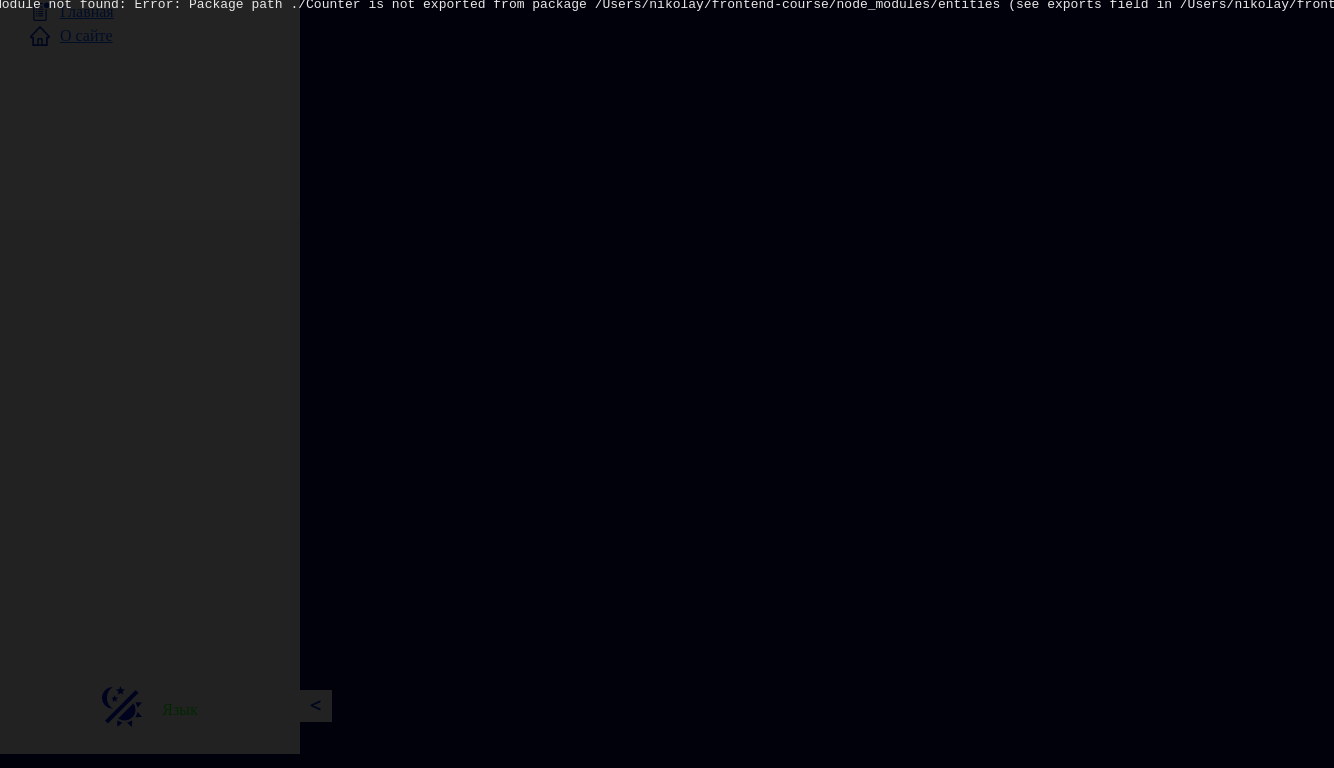 Module not found: Error: Package path ./Counter is not exported from package /Users/nikolay/frontend-course/node_modules/entities (see exports field in /Users/nikolay/front
Главная
О сайте
Язык
<